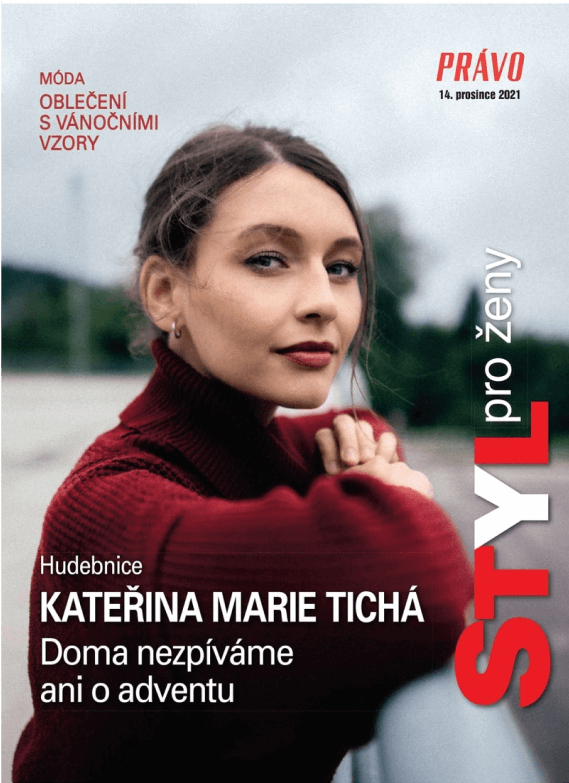 PRÁVO
14. prosince 2021
MÓDA
OBLEČENÍ
S VÁNOČNÍMI
VZORY
STYL pro ženy
Hudebnice
KATEŘINA MARIE TICHÁ
Doma nezpíváme
ani o adventu